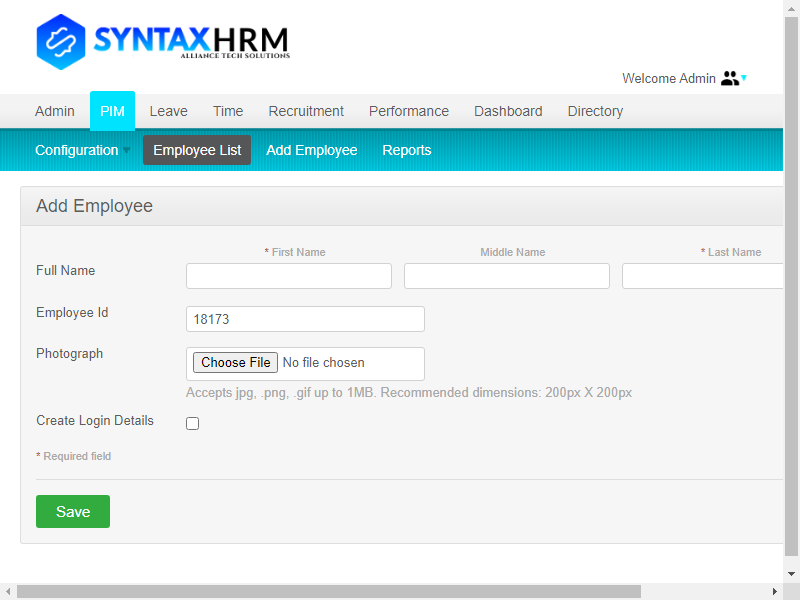 SYNTAXHRM
ALLIANCE TECH SOLUTIONS
Welcome Admin
Admin PIM Leave Time Recruitment Performance Dashboard Directory
Configuration Employee List Add Employee Reports
Add Employee
* First Name Middle Name * Last Name
Full Name
Employee Id 18173
Photograph Choose File No file chosen
Accepts jpg, .png, .gif up to 1MB. Recommended dimensions: 200px X 200px
Create Login Details
* Required field
Save